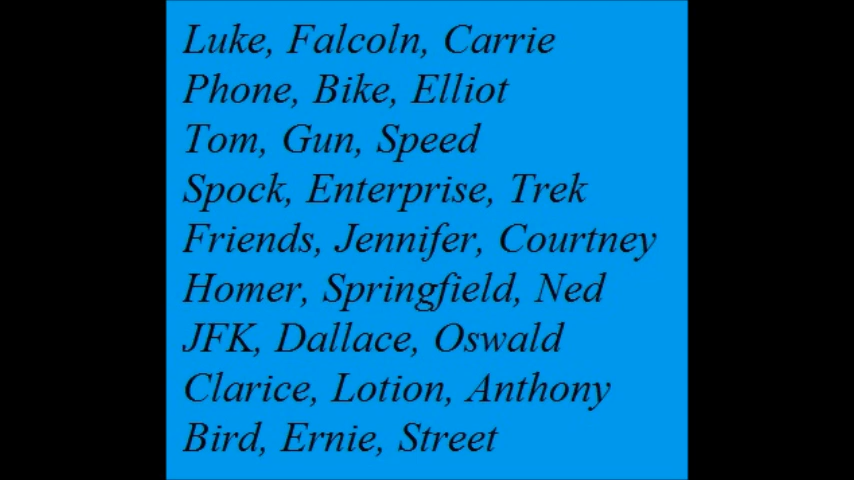 Luke, Falcoln, Carrie
Phone, Bike, Elliot
Tom, Gun, Speed
Spock, Enterprise, Trek
Friends, Jennifer, Courtney
Homer, Springfield, Ned
JFK, Dallace, Oswald
Clarice, Lotion, Anthony
Bird, Ernie, Street